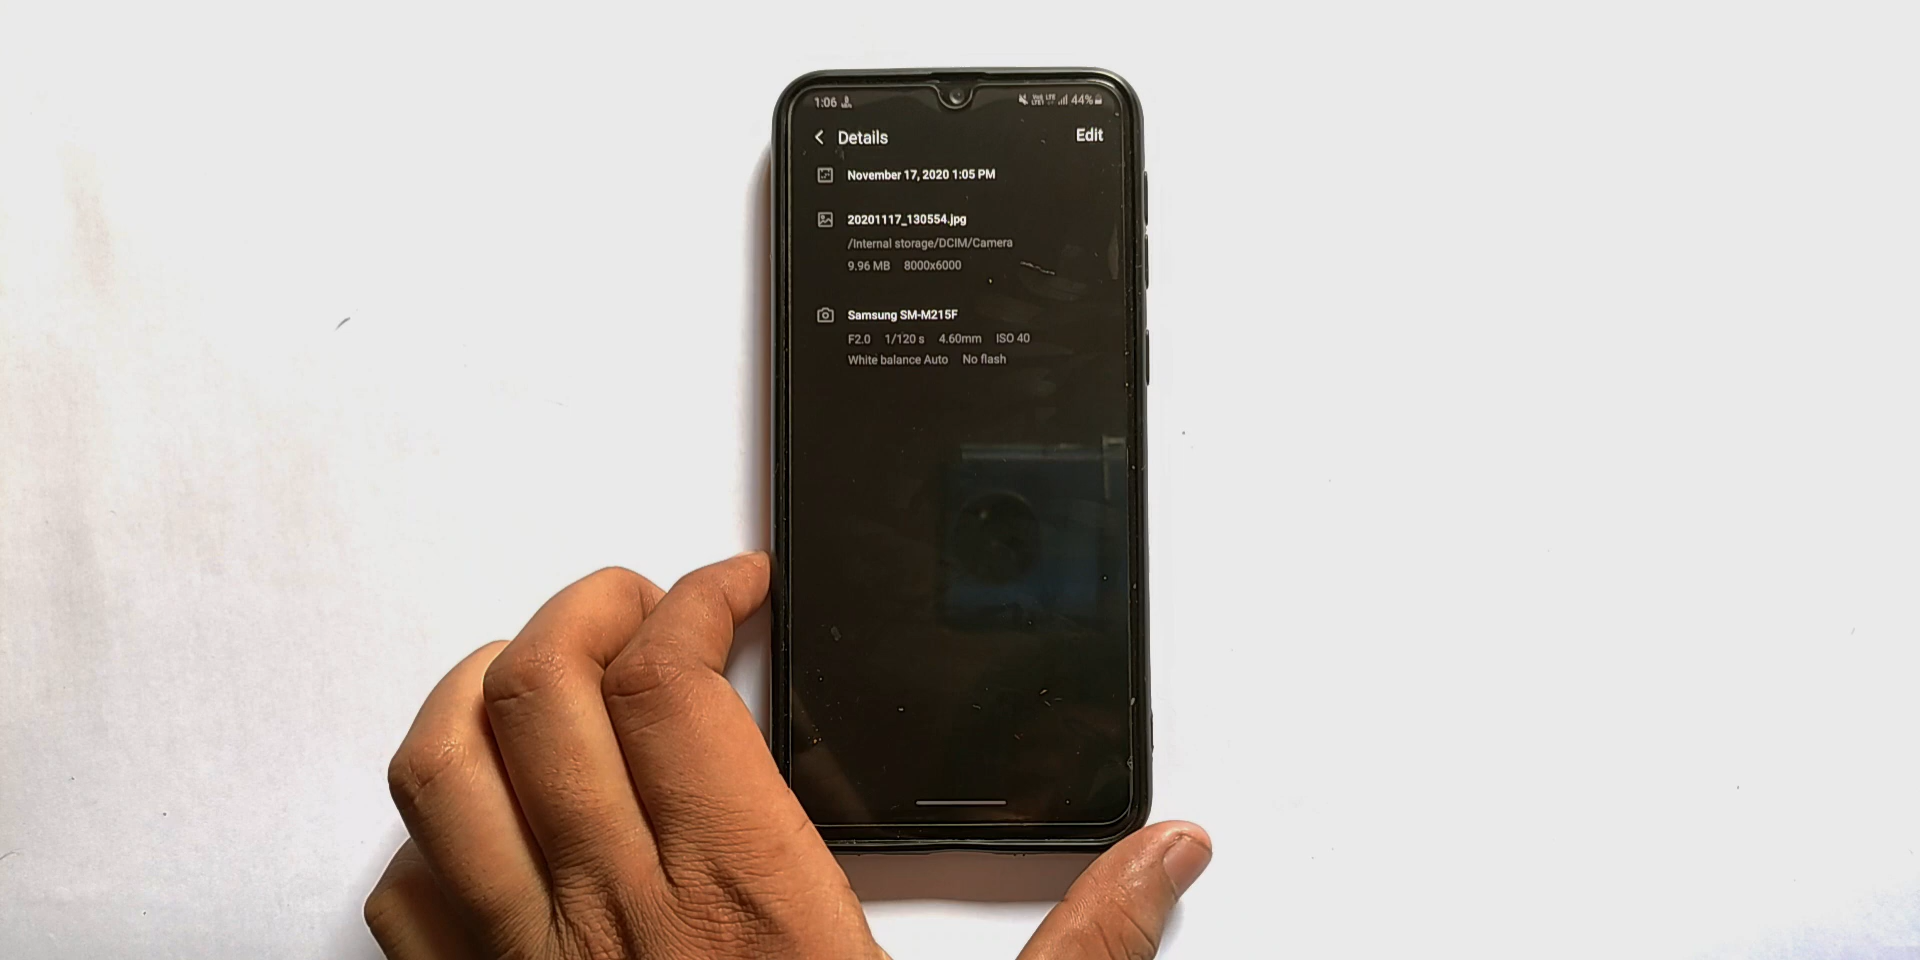 1:06 44%
Details Edit
November 17, 2020 1:05 PM
20201117_130554.jpg
/Internal storage/DCIM/Camera
9.96 MB 8000x6000
Samsung SM-M215F
F2.0 1/120 s 4.60mm ISO 40
White balance Auto No flash